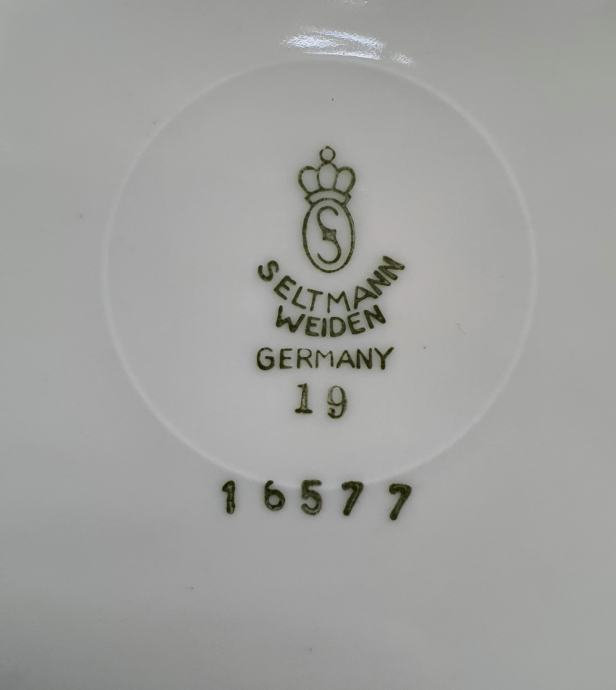 S
SELTMANN
WEIDEN
GERMANY
19
16577